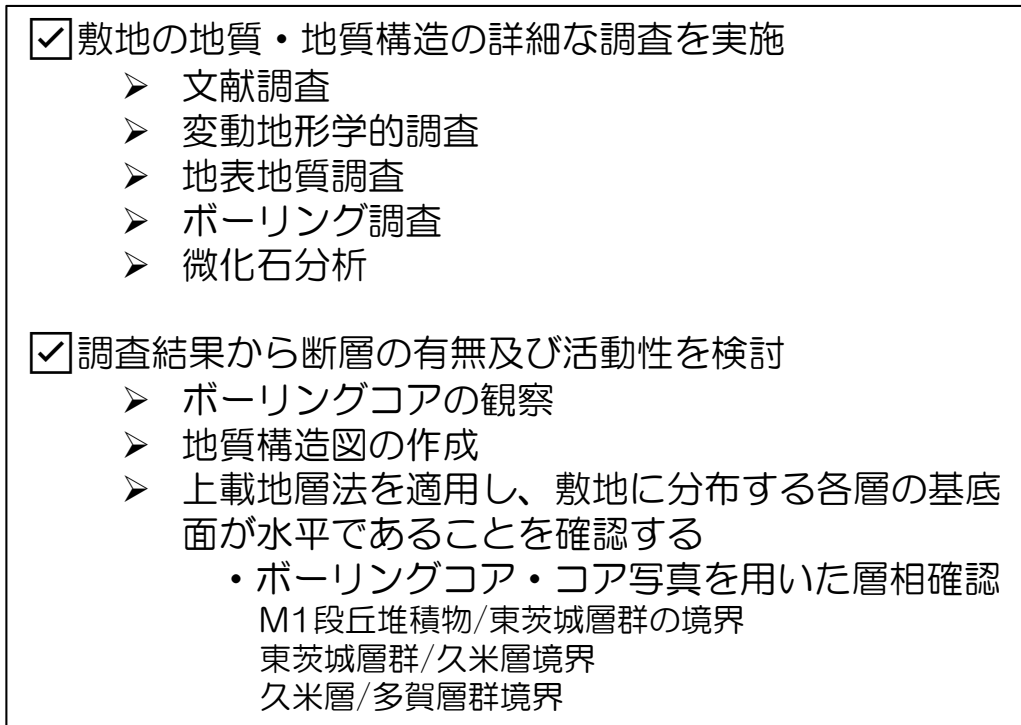 ☑敷地の地質・地質構造の詳細な調査を実施
➢ 文献調査
➢ 変動地形学的調査
➢ 地表地質調査
➢ ボーリング調査
➢ 微化石分析
☑調査結果から断層の有無及び活動性を検討
➢ ボーリングコアの観察
➢ 地質構造図の作成
➢ 上載地層法を適用し、敷地に分布する各層の基底
面が水平であることを確認する
・ボーリングコア・コア写真を用いた層相確認
M1段丘堆積物/東茨城層群の境界
東茨城層群/久米層境界
久米層/多賀層群境界